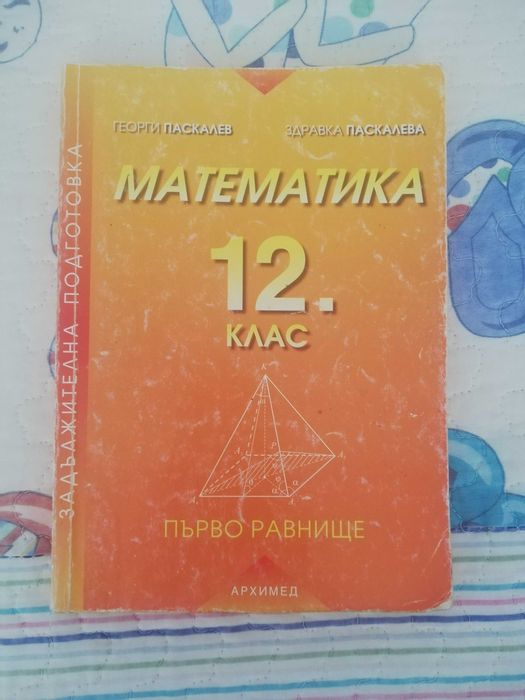 ГЕОРГИ ПАСКАЛЕВ
ЗДРАВКА ПАСКАЛЕВА
МАТЕМАТИКА
12.
КЛАС
ЗАДЪЛЖИТЕЛНА ПОДГОТОВКА
ПЪРВО РАВНИЩЕ
АРХИМЕД